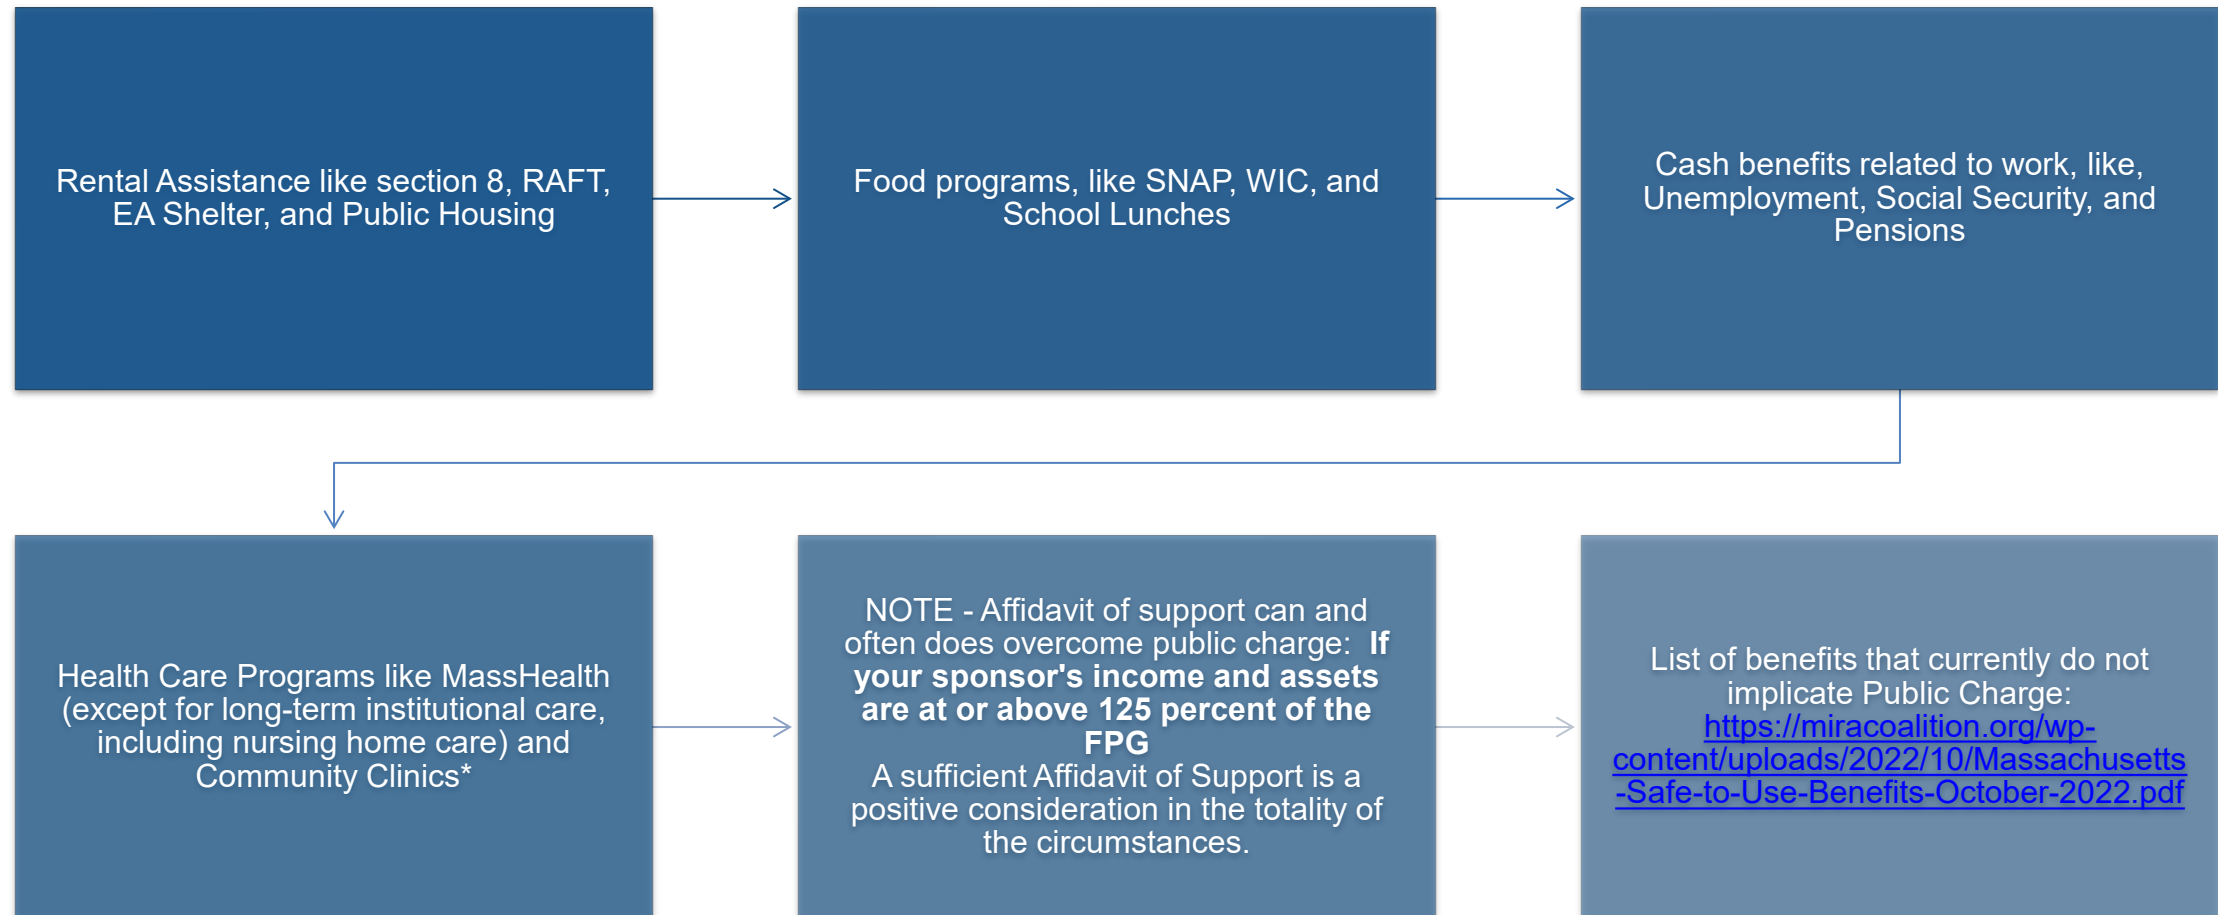 Rental Assistance like section 8, RAFT,
EA Shelter, and Public Housing
Food programs, like SNAP, WIC, and
School Lunches
Cash benefits related to work, like,
Unemployment, Social Security, and
Pensions
Health Care Programs like MassHealth
(except for long-term institutional care,
including nursing home care) and
Community Clinics*
NOTE - Affidavit of support can and
often does overcome public charge:  If
your sponsor's income and assets
are at or above 125 percent of the
FPG
A sufficient Affidavit of Support is a
positive consideration in the totality of
the circumstances.
List of benefits that currently do not
implicate Public Charge:
https://miracoalition.org/wp-
content/uploads/2022/10/Massachusetts
-Safe-to-Use-Benefits-October-2022.pdf